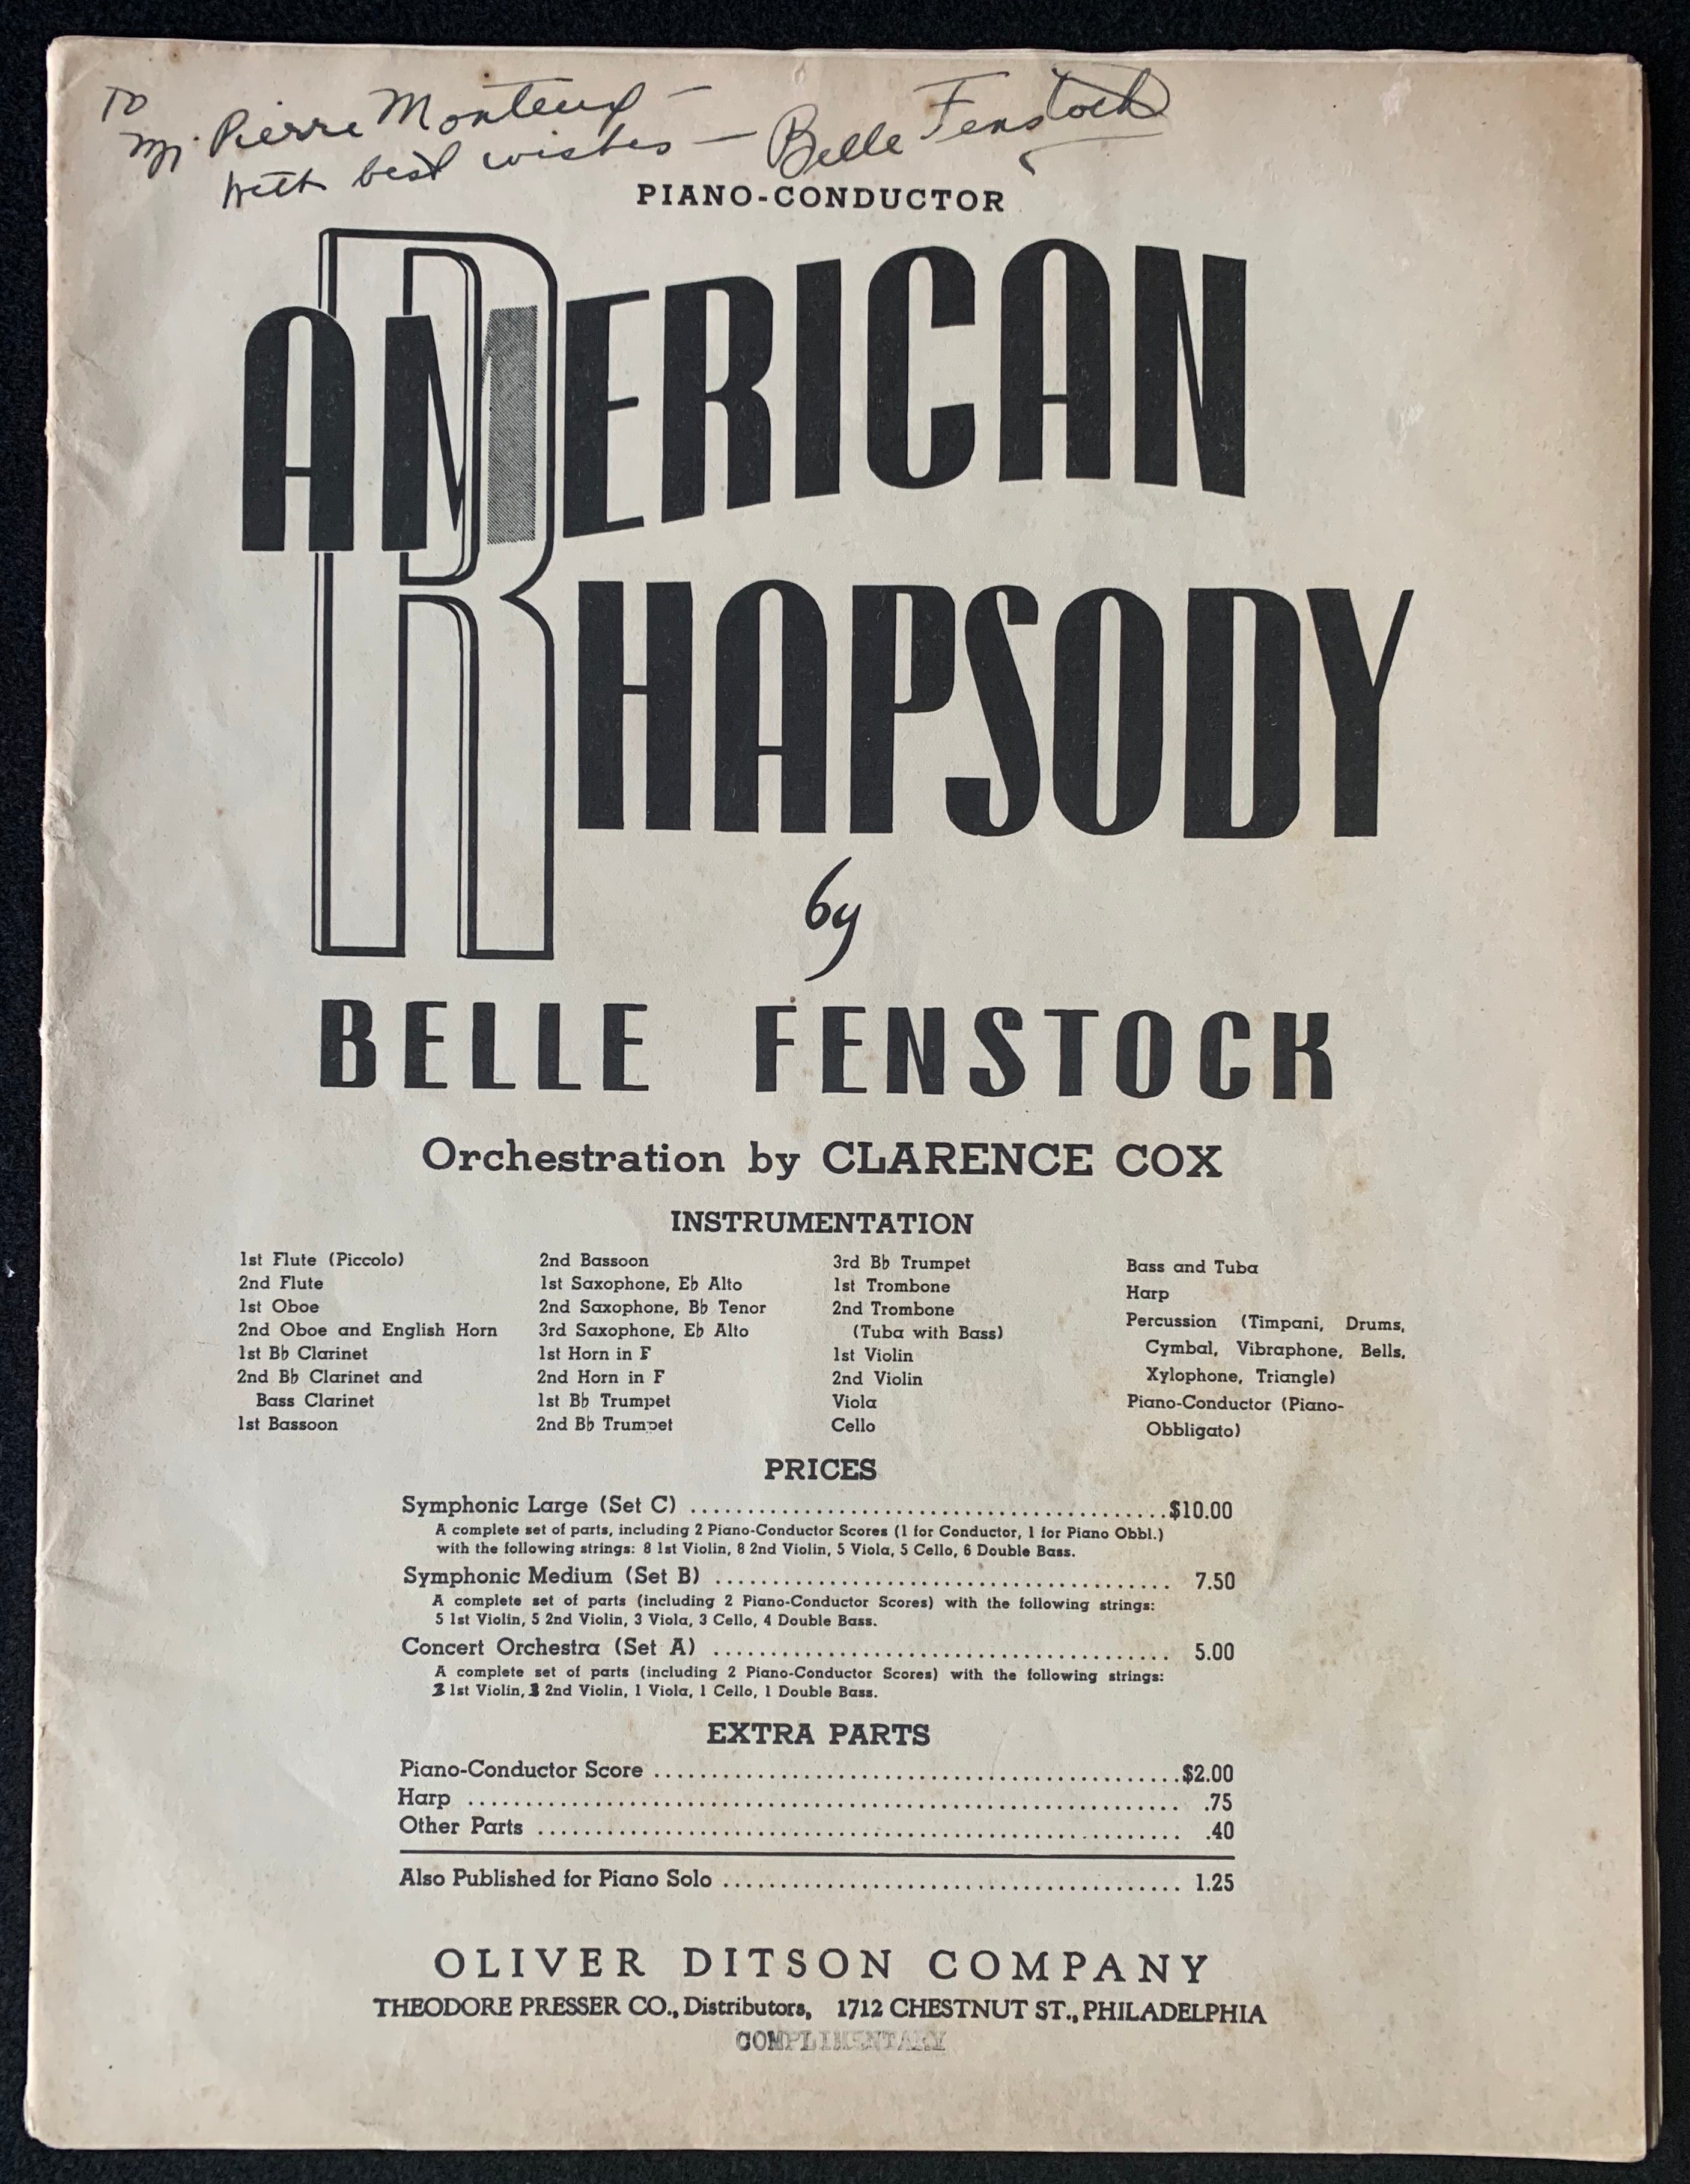 To
Mr. Pierre Monteux —
With best wishes — Belle Fenstock
PIANO-CONDUCTOR
AMERICAN
RHAPSODY
by
BELLE FENSTOCK
Orchestration by CLARENCE COX
INSTRUMENTATION
1st Flute (Piccolo)
2nd Flute
1st Oboe
2nd Oboe and English Horn
1st B♭ Clarinet
2nd B♭ Clarinet and
Bass Clarinet
1st Bassoon
2nd Bassoon
1st Saxophone, E♭ Alto
2nd Saxophone, B♭ Tenor
3rd Saxophone, E♭ Alto
1st Horn in F
2nd Horn in F
1st B♭ Trumpet
2nd B♭ Trumpet
3rd B♭ Trumpet
1st Trombone
2nd Trombone
(Tuba with Bass)
1st Violin
2nd Violin
Viola
Cello
Bass and Tuba
Harp
Percussion (Timpani, Drums,
Cymbal, Vibraphone, Bells,
Xylophone, Triangle)
Piano-Conductor (Piano-
Obbligato)
PRICES
Symphonic Large (Set C) ........................................ $10.00
A complete set of parts, including 2 Piano-Conductor Scores (1 for Conductor, 1 for Piano Obbl.)
with the following strings: 8 1st Violin, 8 2nd Violin, 5 Viola, 5 Cello, 6 Double Bass.
Symphonic Medium (Set B) ........................................ 7.50
A complete set of parts (including 2 Piano-Conductor Scores) with the following strings:
5 1st Violin, 5 2nd Violin, 3 Viola, 3 Cello, 4 Double Bass.
Concert Orchestra (Set A) ........................................ 5.00
A complete set of parts (including 2 Piano-Conductor Scores) with the following strings:
1st Violin, 2nd Violin, 1 Viola, 1 Cello, 1 Double Bass.
EXTRA PARTS
Piano-Conductor Score ........................................ $2.00
Harp ........................................ .75
Other Parts ........................................ .40
Also Published for Piano Solo ........................................ 1.25
OLIVER DITSON COMPANY
THEODORE PRESSER CO., Distributors, 1712 CHESTNUT ST., PHILADELPHIA
COMPLIMENTARY